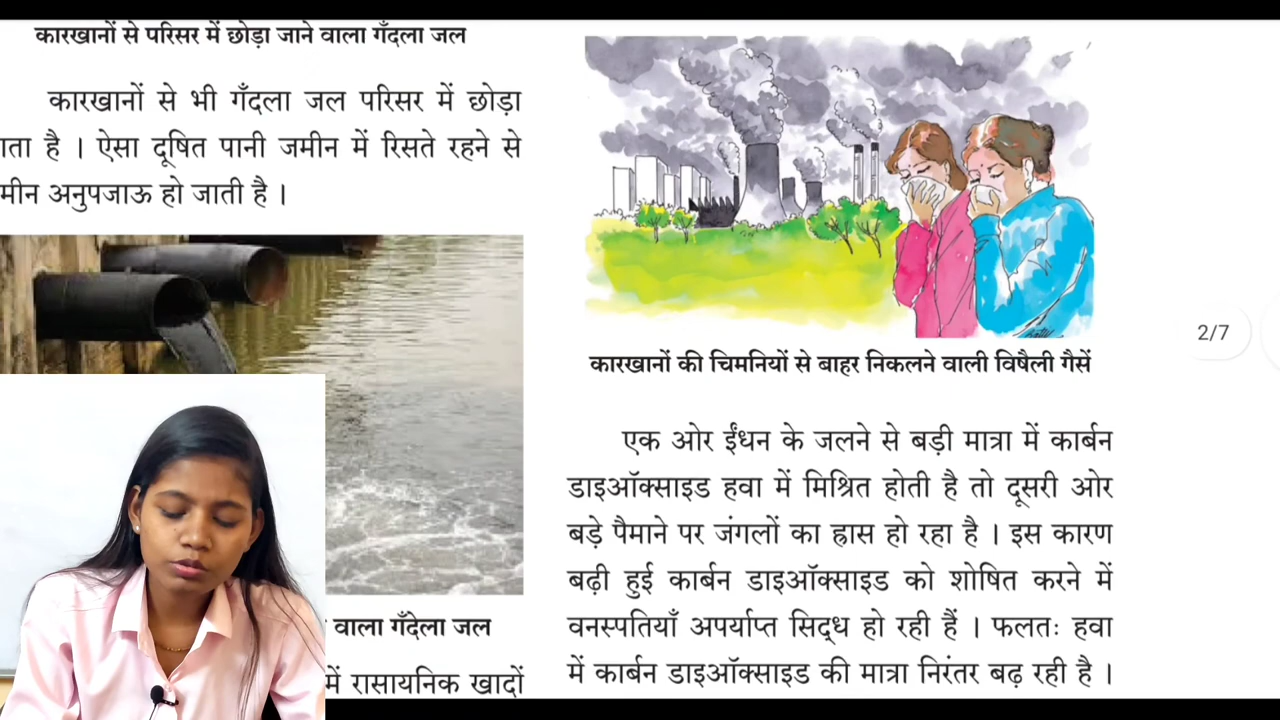 कारखानों से परिसर में छोड़ा जाने वाला गँदला जल
कारखानों से भी गँदला जल परिसर में छोड़ा
है । ऐसा दूषित पानी जमीन में रिसते रहने से
अनुपजाऊ हो जाती है ।
वाला गँदला जल
में रासायनिक खादों
कारखानों की चिमनियों से बाहर निकलने वाली विषैली गैसें
एक ओर ईंधन के जलने से बड़ी मात्रा में कार्बन
डाइऑक्साइड हवा में मिश्रित होती है तो दूसरी ओर
बड़े पैमाने पर जंगलों का ह्रास हो रहा है । इस कारण
बढ़ी हुई कार्बन डाइऑक्साइड को शोषित करने में
वनस्पतियाँ अपर्याप्त सिद्ध हो रही हैं । फलतः हवा
में कार्बन डाइऑक्साइड की मात्रा निरंतर बढ़ रही है ।
2/7